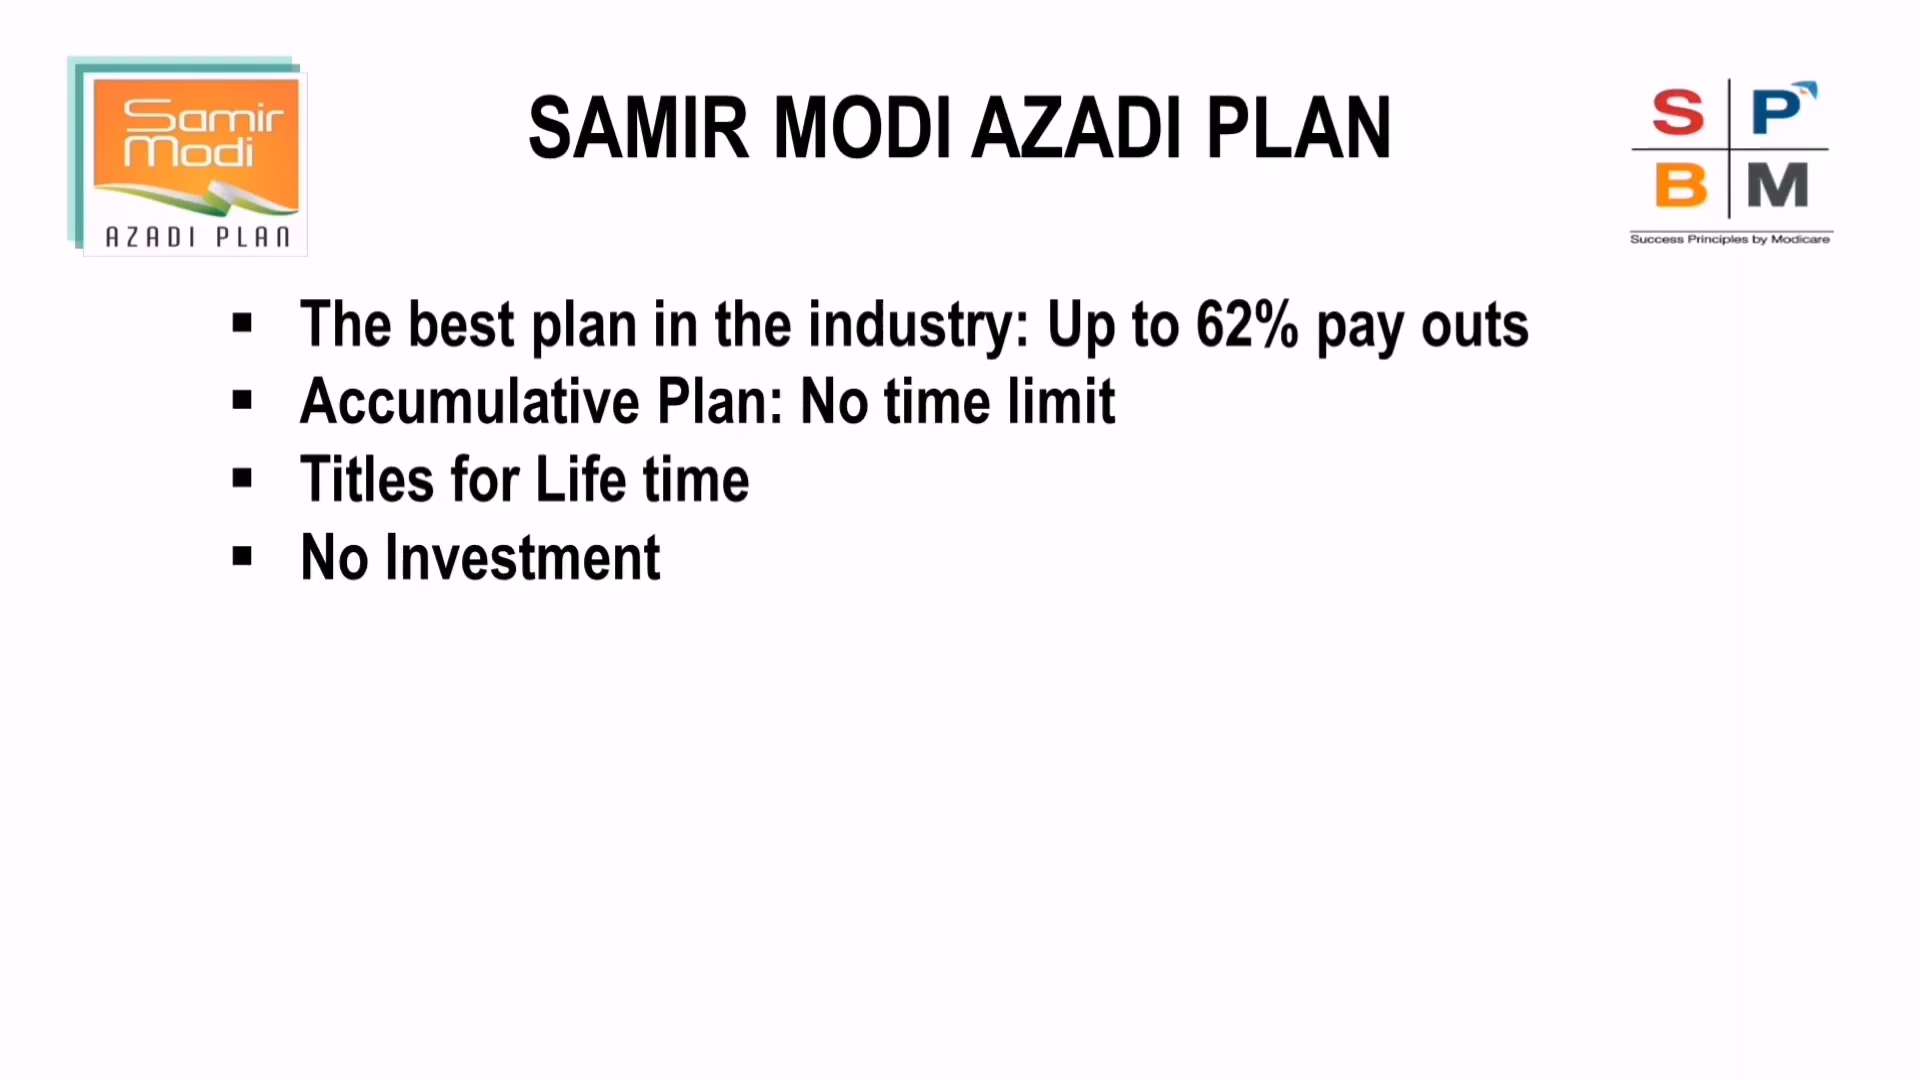 Samir
Modi
AZADI PLAN
SAMIR MODI AZADI PLAN
S P
B M
Success Principles by Modicare
▪ The best plan in the industry: Up to 62% pay outs
▪ Accumulative Plan: No time limit
▪ Titles for Life time
▪ No Investment